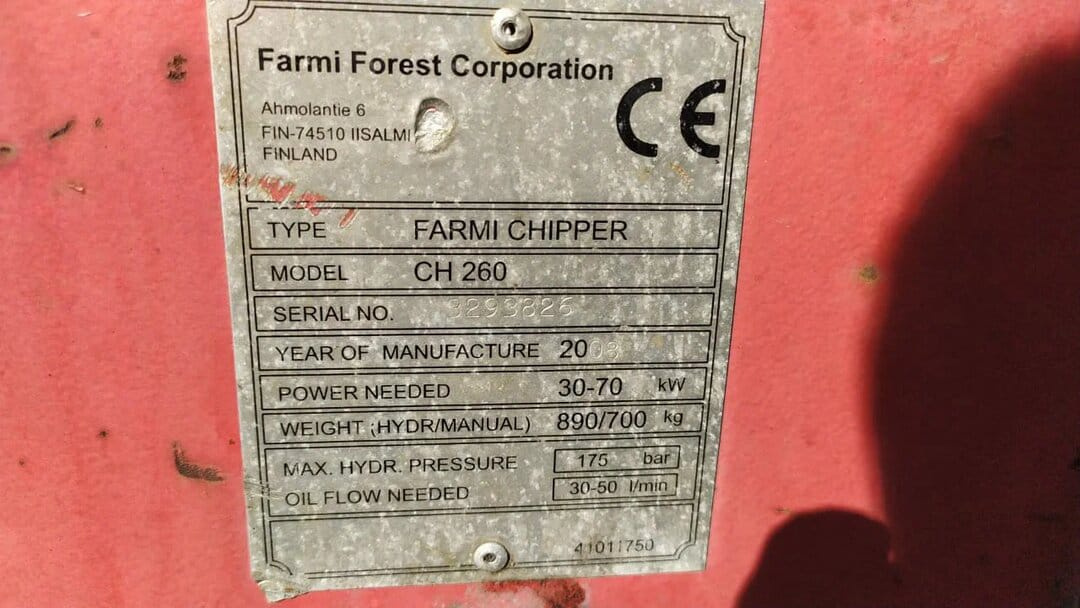 Farmi Forest Corporation
Ahmolantie 6
FIN-74510 IISALMI
FINLAND
CE
TYPE FARMI CHIPPER
MODEL CH 260
SERIAL NO. 3293826
YEAR OF MANUFACTURE 2008
POWER NEEDED 30-70 kW
WEIGHT (HYDR/MANUAL) 890/700 kg
MAX. HYDR. PRESSURE 175 bar
OIL FLOW NEEDED 30-50 l/min
41011750